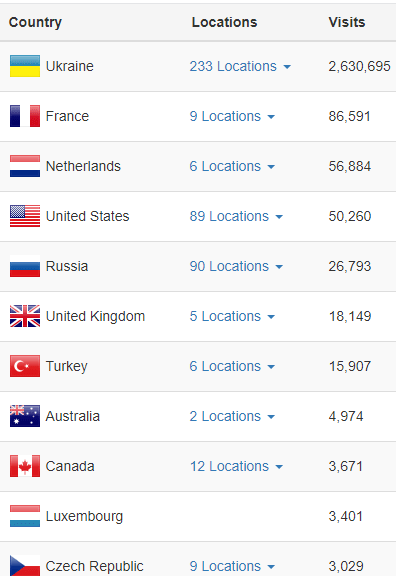 Country Locations Visits
Ukraine 233 Locations 2,630,695
France 9 Locations 86,591
Netherlands 6 Locations 56,884
United States 89 Locations 50,260
Russia 90 Locations 26,793
United Kingdom 5 Locations 18,149
Turkey 6 Locations 15,907
Australia 2 Locations 4,974
Canada 12 Locations 3,671
Luxembourg 3,401
Czech Republic 9 Locations 3,029